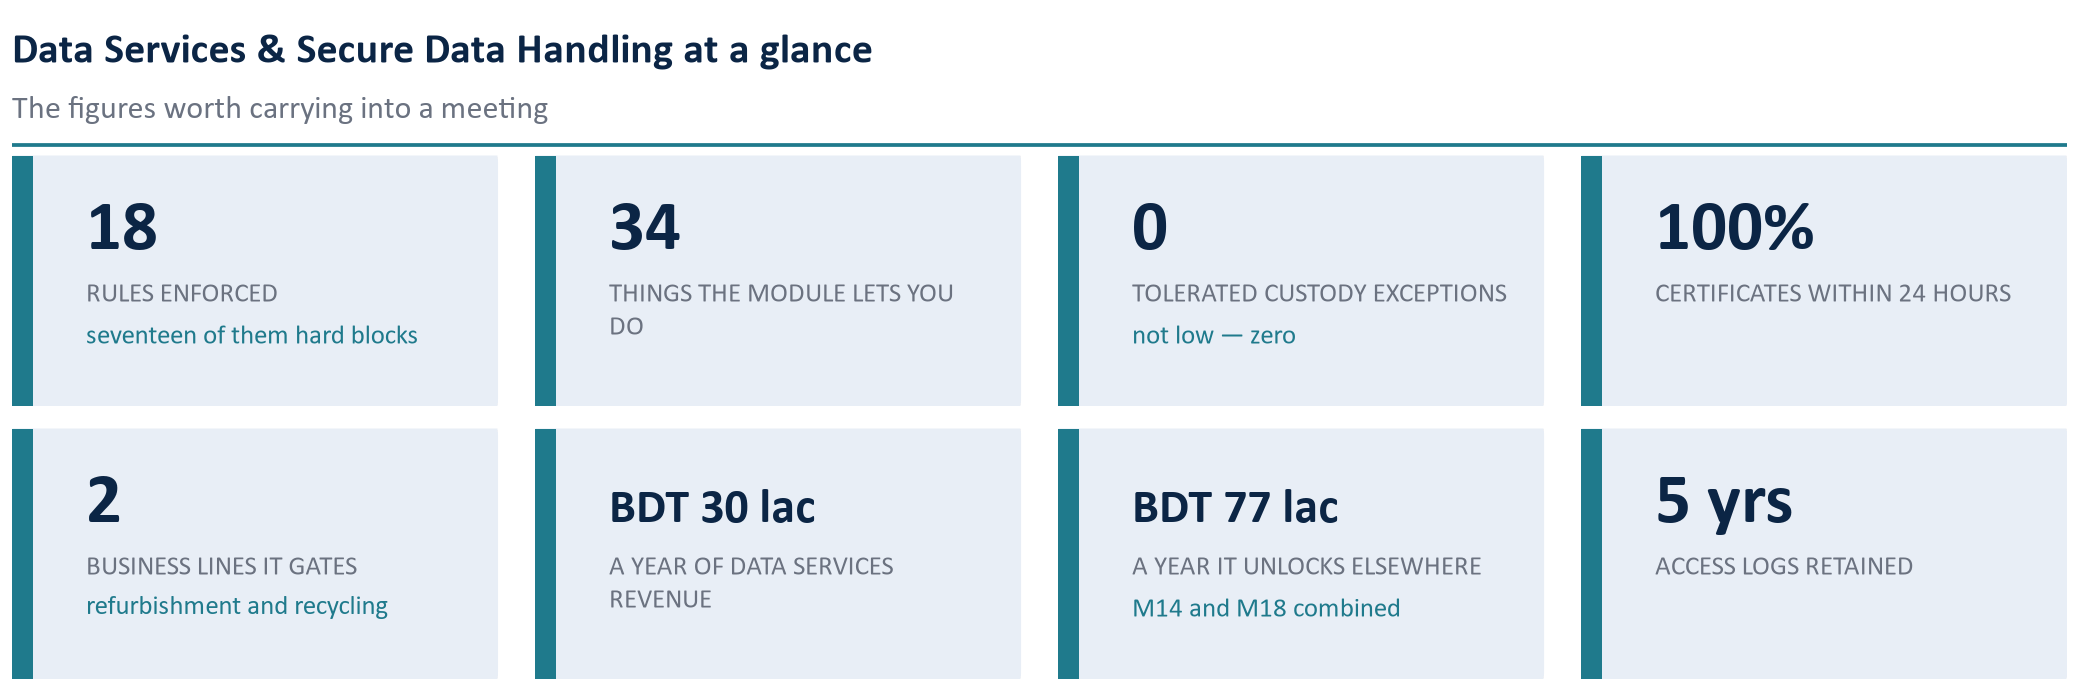 Data Services & Secure Data Handling at a glance
The figures worth carrying into a meeting
18
RULES ENFORCED
seventeen of them hard blocks
34
THINGS THE MODULE LETS YOU
DO
0
TOLERATED CUSTODY EXCEPTIONS
not low — zero
100%
CERTIFICATES WITHIN 24 HOURS
2
BUSINESS LINES IT GATES
refurbishment and recycling
BDT 30 lac
A YEAR OF DATA SERVICES
REVENUE
BDT 77 lac
A YEAR IT UNLOCKS ELSEWHERE
M14 and M18 combined
5 yrs
ACCESS LOGS RETAINED